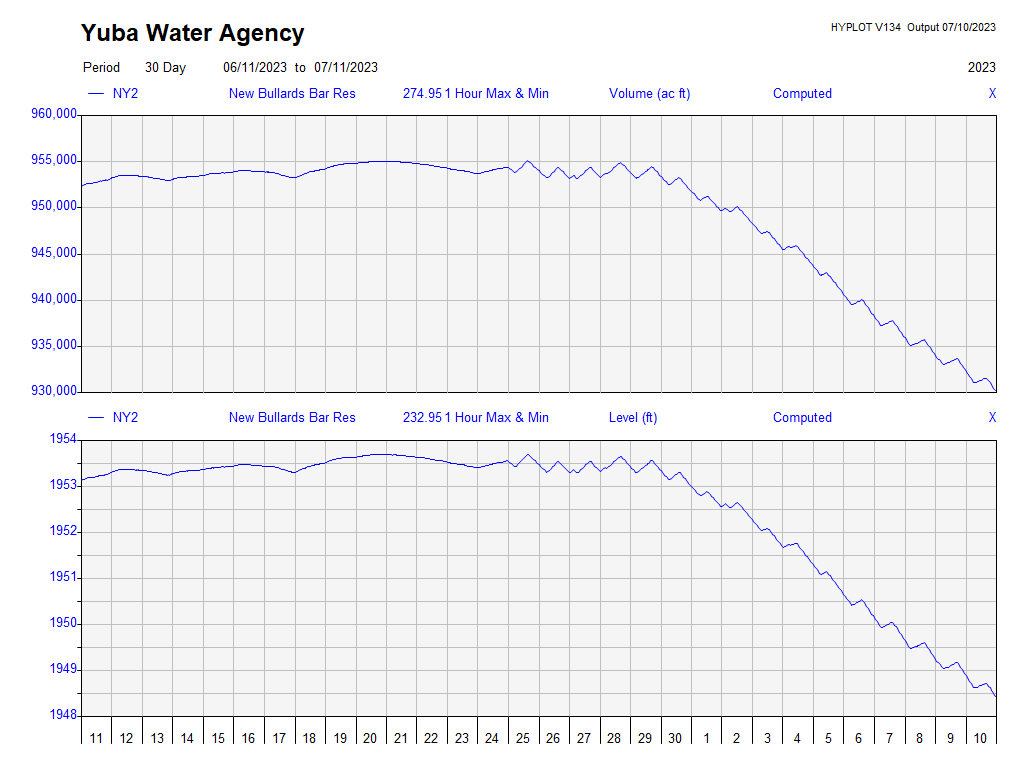 Yuba Water Agency
HYPLOT V134 Output 07/10/2023
Period 30 Day 06/11/2023 to 07/11/2023 2023
NY2 New Bullards Bar Res 274.95 1 Hour Max & Min Volume (ac ft) Computed X
960,000
955,000
950,000
945,000
940,000
935,000
930,000
NY2 New Bullards Bar Res 232.95 1 Hour Max & Min Level (ft) Computed X
1954
1953
1952
1951
1950
1949
1948
11 12 13 14 15 16 17 18 19 20 21 22 23 24 25 26 27 28 29 30 1 2 3 4 5 6 7 8 9 10